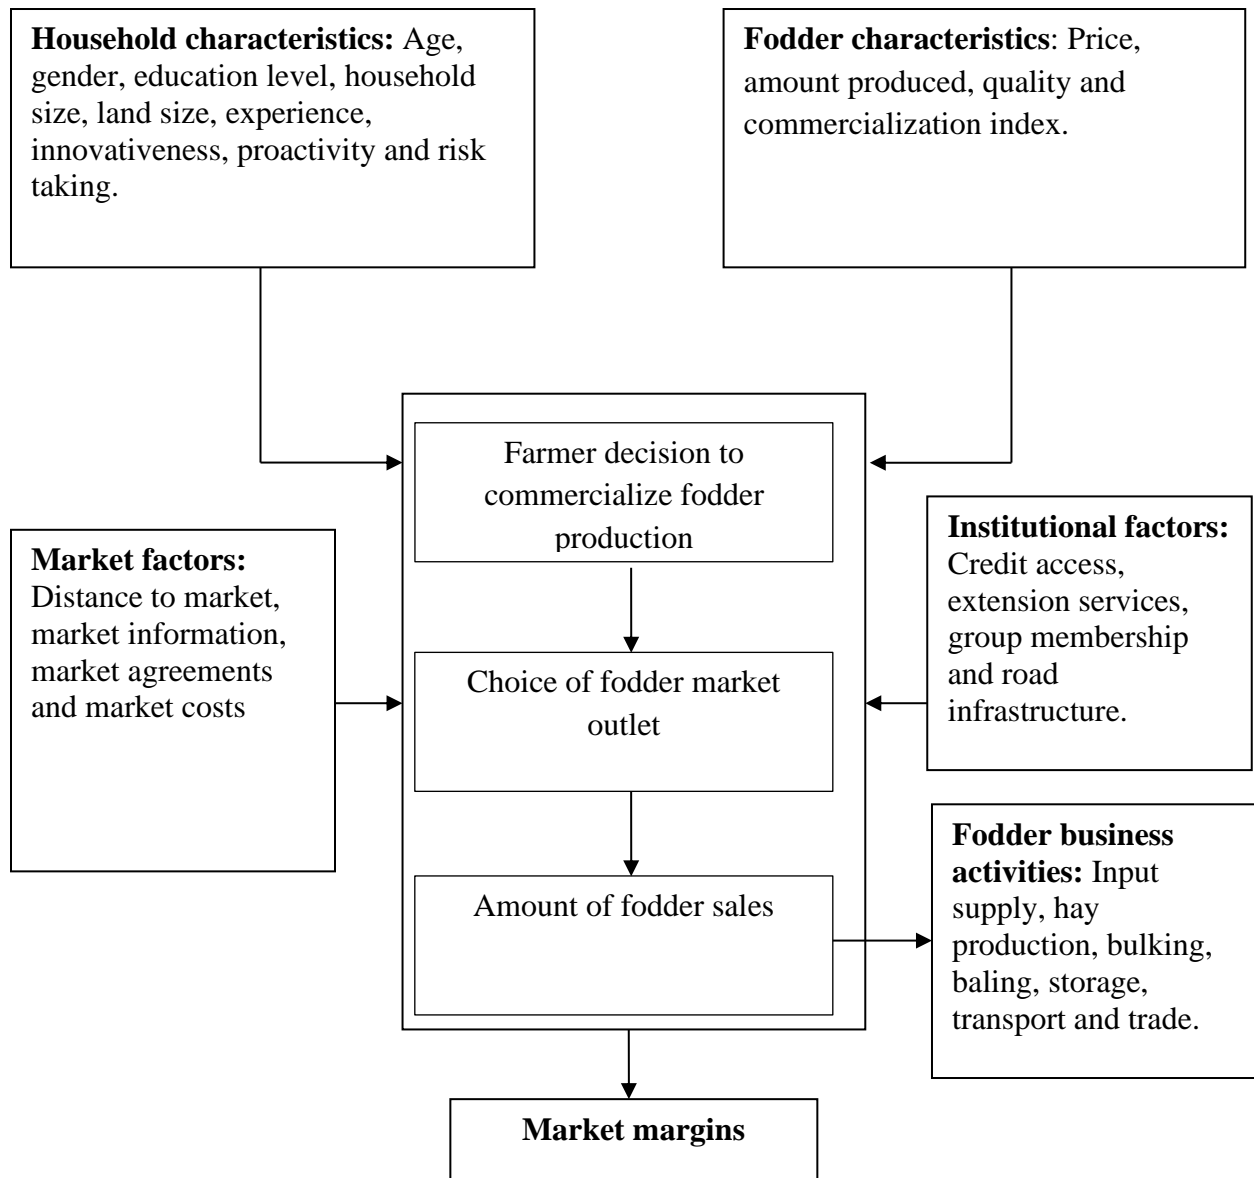 Household characteristics: Age,
gender, education level, household
size, land size, experience,
innovativeness, proactivity and risk
taking.
Fodder characteristics: Price,
amount produced, quality and
commercialization index.
Farmer decision to
commercialize fodder
production
Market factors:
Distance to market,
market information,
market agreements
and market costs
Institutional factors:
Credit access,
extension services,
group membership
and road
infrastructure.
Choice of fodder market
outlet
Amount of fodder sales
Fodder business
activities: Input
supply, hay
production, bulking,
baling, storage,
transport and trade.
Market margins